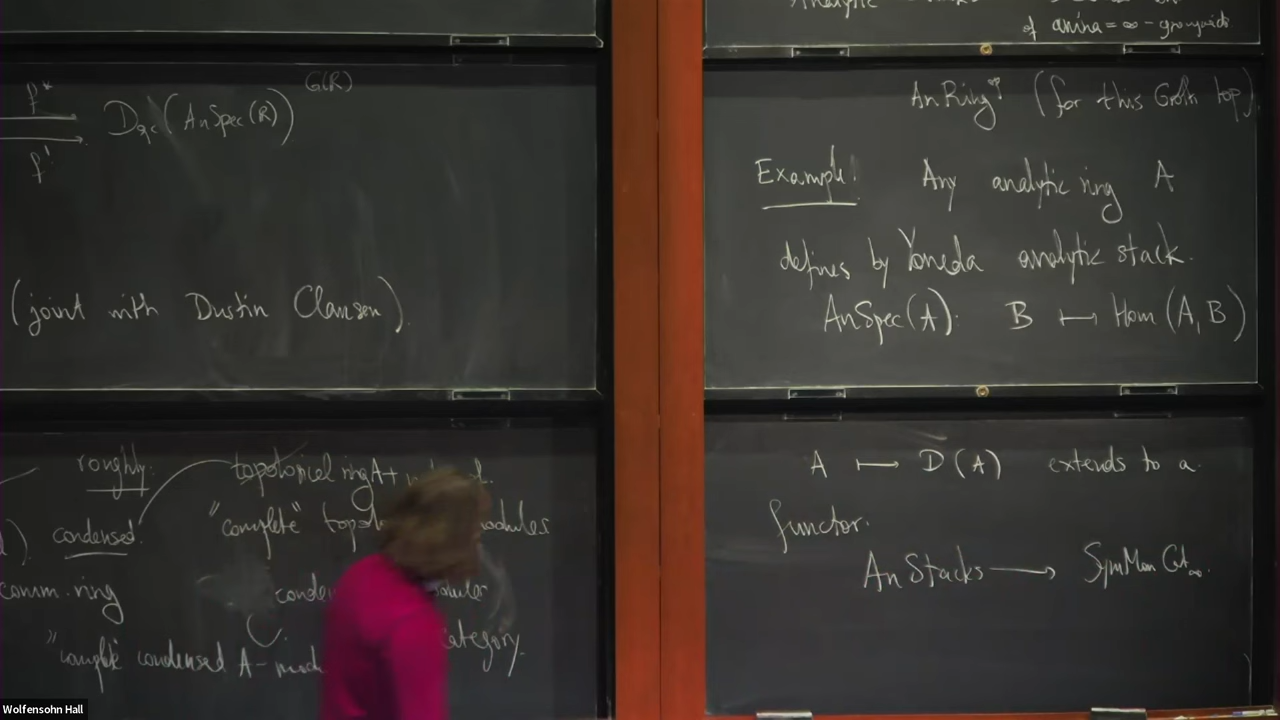 f*
D_qc(AnSpec(R))
G(R)
f!
(joint with Dustin Clausen).
roughly:
topological ring A +
condensed
"complete"
modules
comm. ring
category.
"complete condensed A-
Analytic
of anima = ∞-groupoids.
AnRing^op (for this Groth top)
Example: Any analytic ring A
defines by Yoneda analytic stack.
AnSpec(A): B ↦ Hom(A, B)
A ↦ D(A) extends to a
functor.
AnStacks → SymMonCat_∞.
Wolfensohn Hall